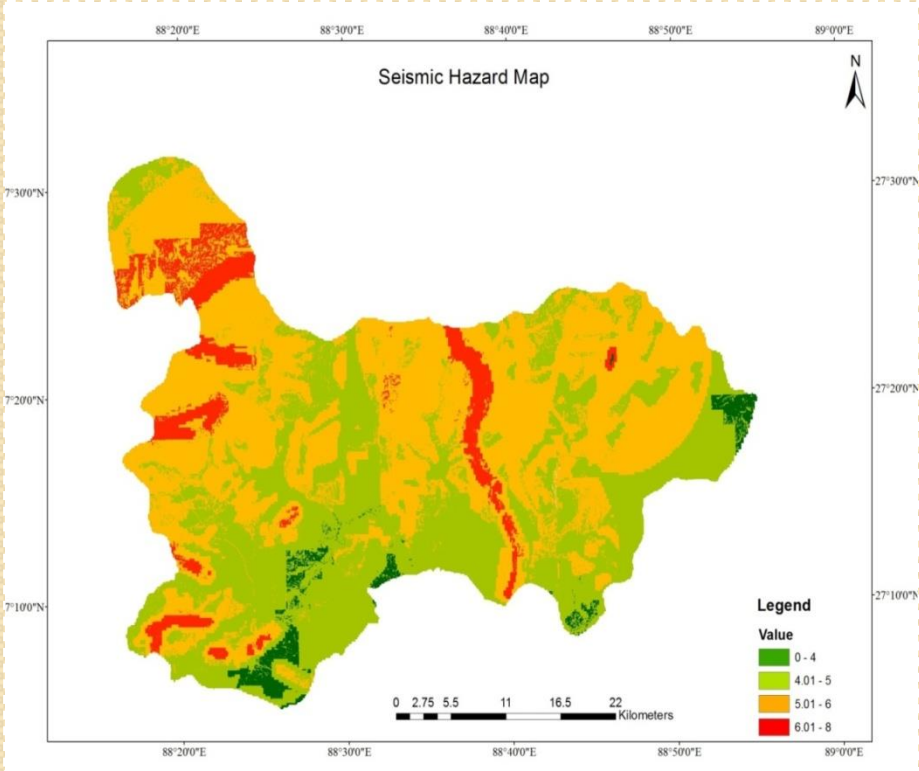 88°20'0"E 88°30'0"E 88°40'0"E 88°50'0"E 89°0'0"E
Seismic Hazard Map
N
7°30'0"N 27°30'0"N
7°20'0"N 27°20'0"N
7°10'0"N 27°10'0"N
Legend
Value
0 - 4
4.01 - 5
5.01 - 6
6.01 - 8
0 2.75 5.5 11 16.5 22
Kilometers
88°20'0"E 88°30'0"E 88°40'0"E 88°50'0"E 89°0'0"E